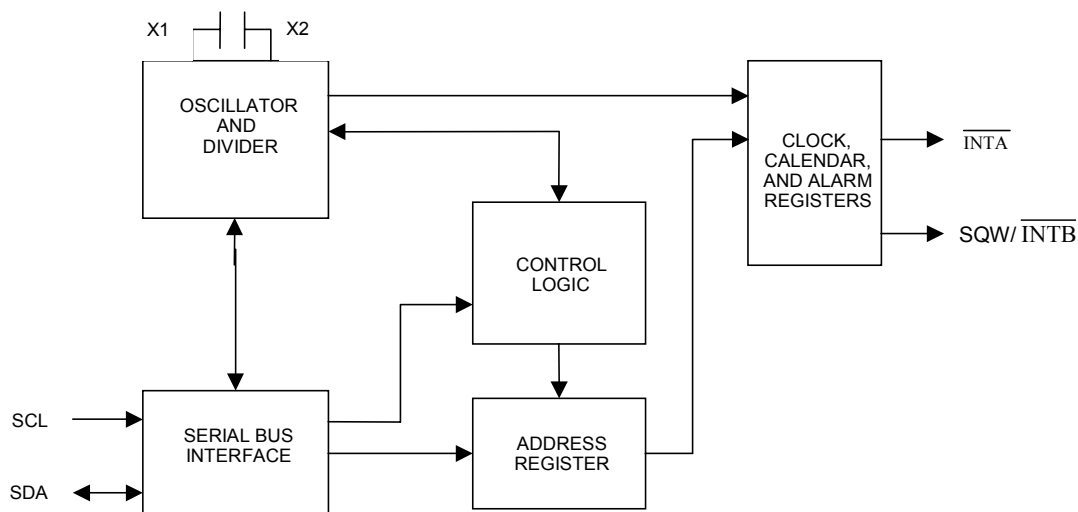 X1
X2
OSCILLATOR
AND
DIVIDER
CLOCK,
CALENDAR,
AND ALARM
REGISTERS
INTA
SQW/ INTB
CONTROL
LOGIC
SCL
SERIAL BUS
INTERFACE
ADDRESS
REGISTER
SDA